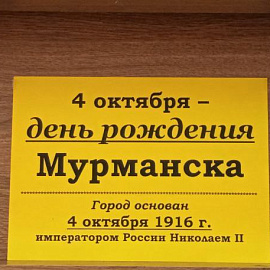 4 октября –
день рождения
Мурманска
Город основан
4 октября 1916 г.
императором России Николаем II